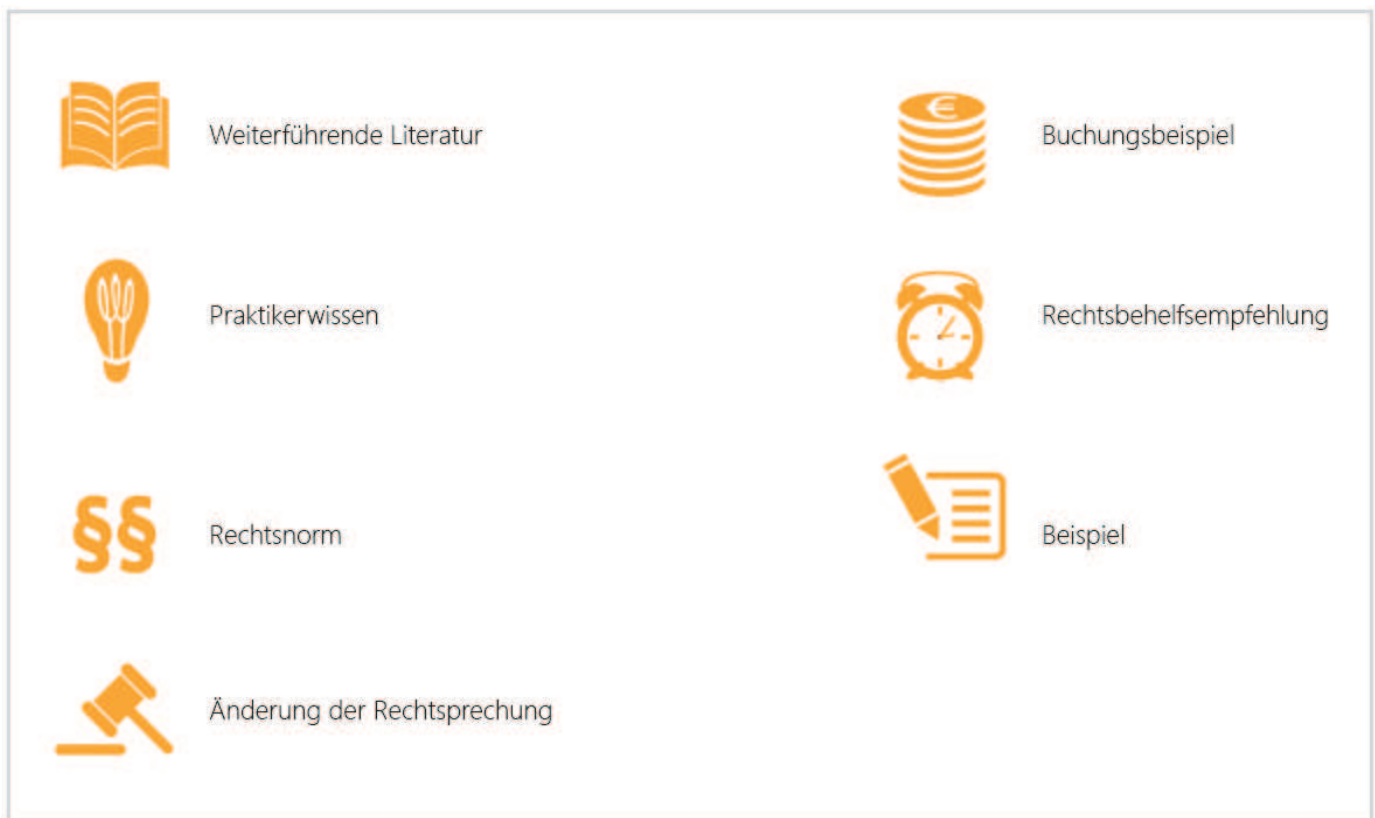 Weiterführende Literatur
Praktikerwissen
§§
Rechtsnorm
Änderung der Rechtsprechung
€
Buchungsbeispiel
Rechtsbehelfsempfehlung
Beispiel